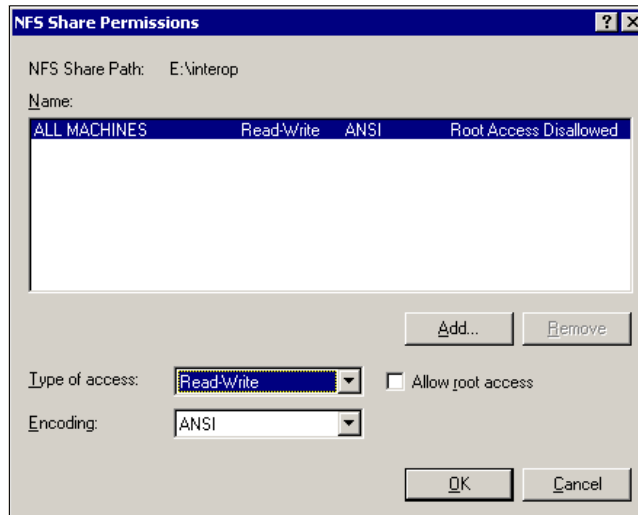 NFS Share Permissions
NFS Share Path: E:\interop
Name:
ALL MACHINES Read-Write ANSI Root Access Disallowed
Add... Remove
Type of access: Read-Write Allow root access
Encoding: ANSI
OK Cancel